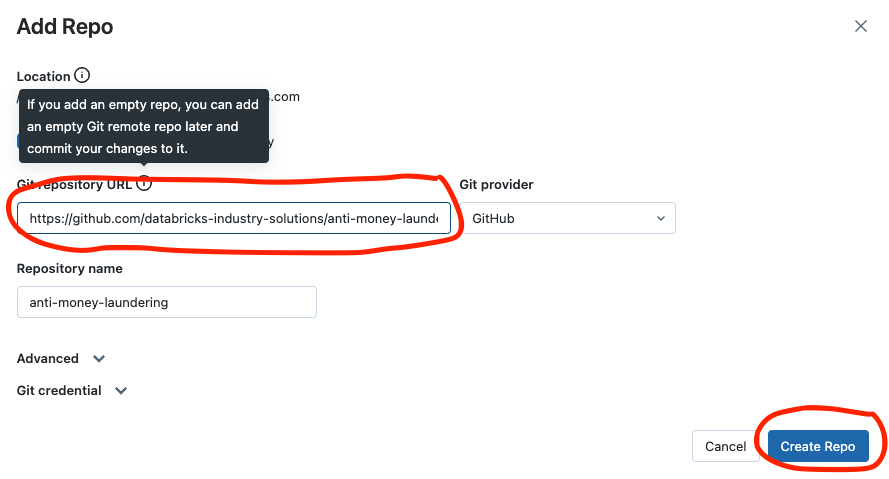 Add Repo
Location
s.com
If you add an empty repo, you can add
an empty Git remote repo later and
commit your changes to it.
Git repository URL
Git provider
https://github.com/databricks-industry-solutions/anti-money-launde
GitHub
Repository name
anti-money-laundering
Advanced
Git credential
Cancel
Create Repo